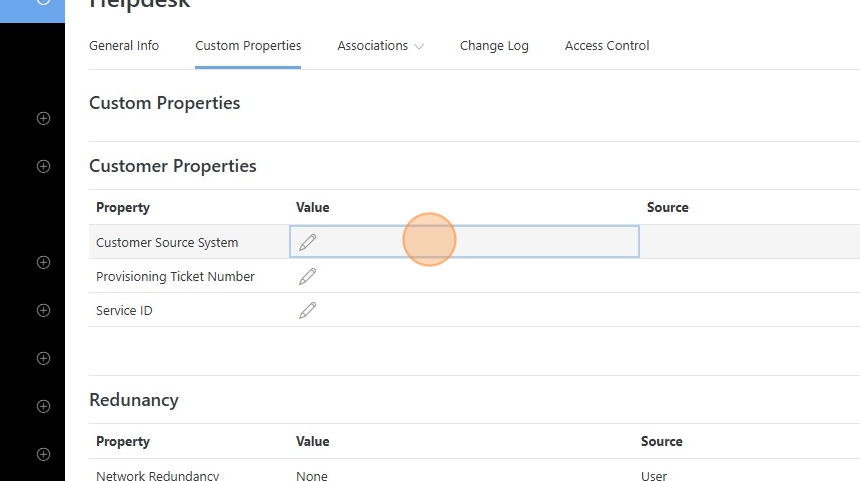 Helpdesk
General Info Custom Properties Associations Change Log Access Control
Custom Properties
Customer Properties
Property Value Source
Customer Source System
Provisioning Ticket Number
Service ID
Redunancy
Property Value Source
Network Redundancy None User